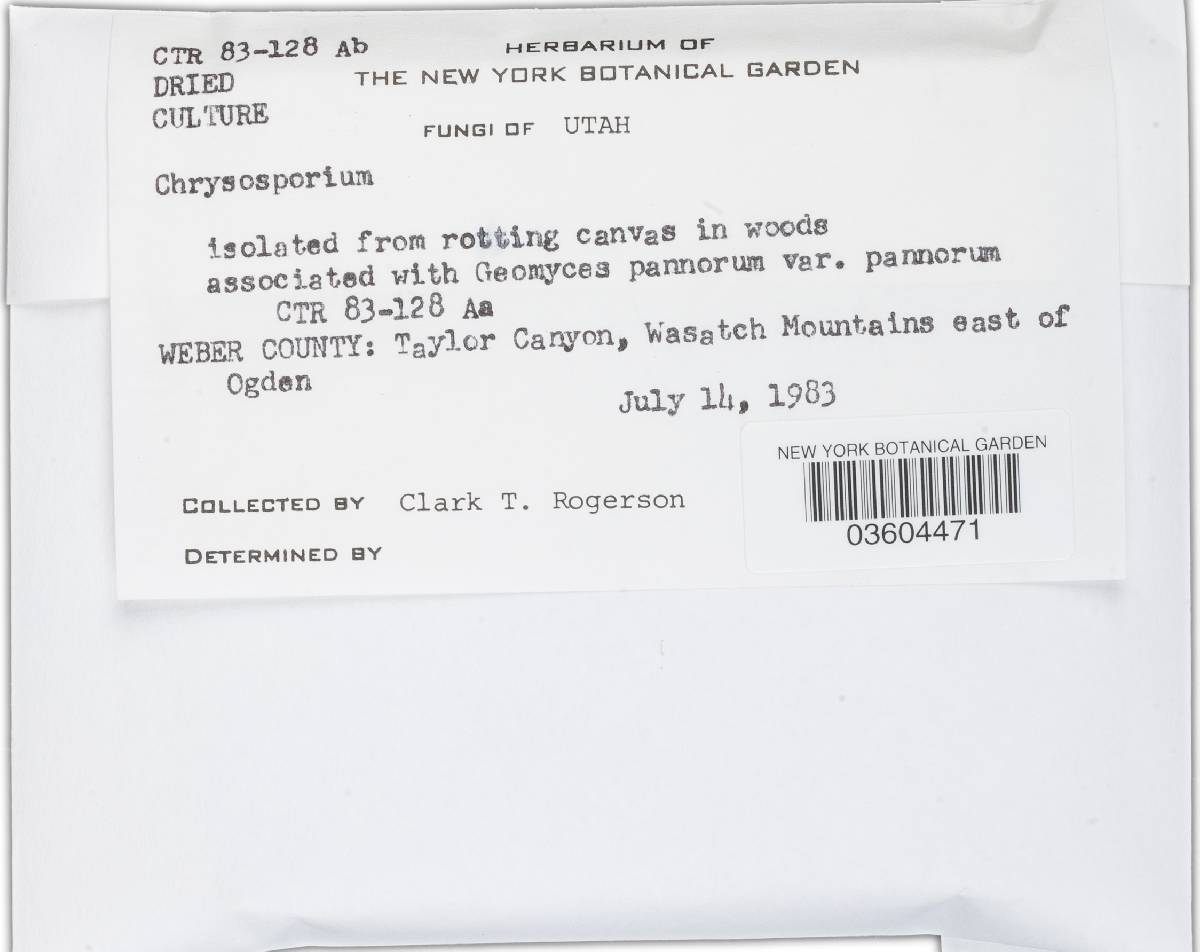 CTR 83-128 Ab
DRIED
CULTURE
HERBARIUM OF
THE NEW YORK BOTANICAL GARDEN
FUNGI OF UTAH
Chrysosporium
isolated from rotting canvas in woods
associated with Geomyces pannorum var. pannorum
CTR 83-128 Aa
WEBER COUNTY: Taylor Canyon, Wasatch Mountains east of
Ogden
July 14, 1983
COLLECTED BY Clark T. Rogerson
DETERMINED BY
NEW YORK BOTANICAL GARDEN
03604471